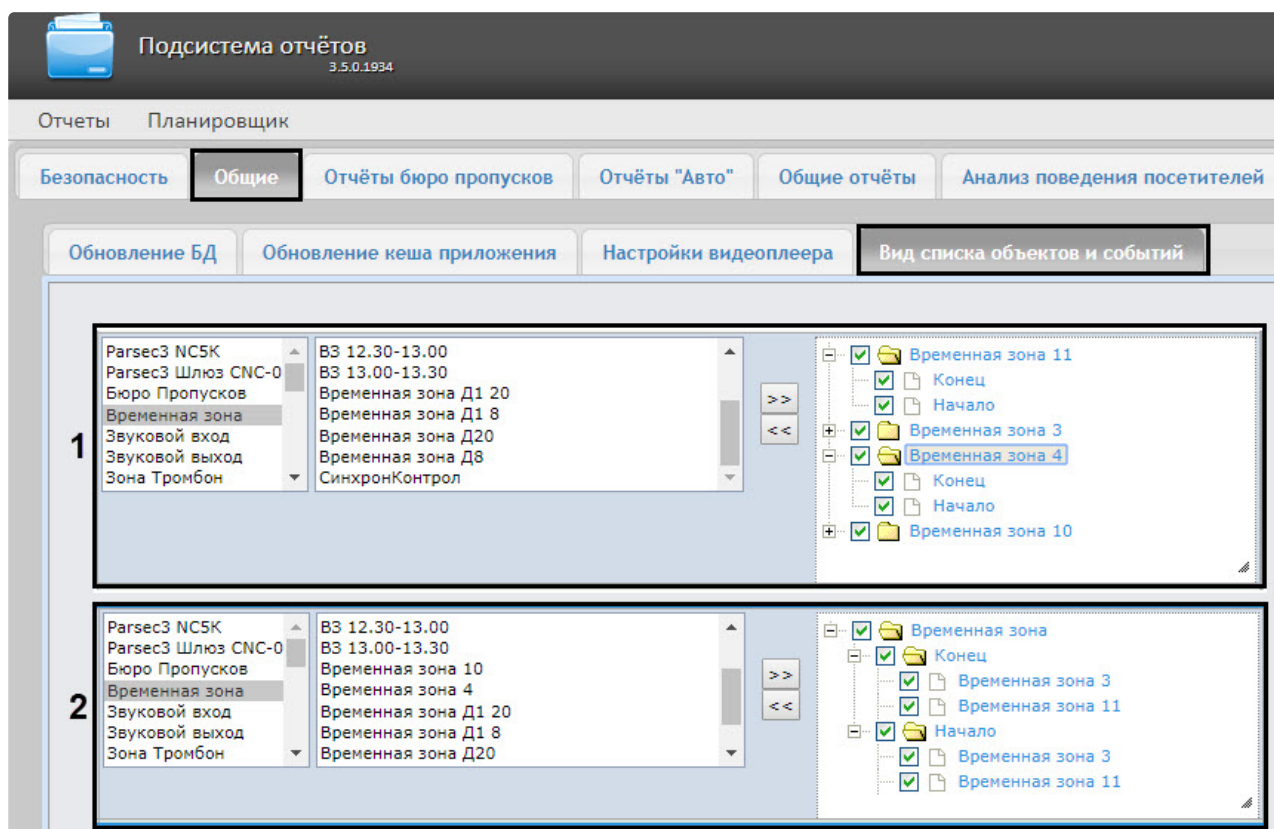 Подсистема отчётов
3.5.0.1934
Отчеты Планировщик
Безопасность Общие Отчёты бюро пропусков Отчёты "Авто" Общие отчёты Анализ поведения посетителей
Обновление БД Обновление кеша приложения Настройки видеоплеера Вид списка объектов и событий
1
Parsec3 NC5K
Parsec3 Шлюз CNC-0
Бюро Пропусков
Временная зона
Звуковой вход
Звуковой выход
Зона Тромбон
ВЗ 12.30-13.00
ВЗ 13.00-13.30
Временная зона Д1 20
Временная зона Д1 8
Временная зона Д20
Временная зона Д8
СинхронКонтрол
>>
<<
Временная зона 11
Конец
Начало
Временная зона 3
Временная зона 4
Конец
Начало
Временная зона 10
2
Parsec3 NC5K
Parsec3 Шлюз CNC-0
Бюро Пропусков
Временная зона
Звуковой вход
Звуковой выход
Зона Тромбон
ВЗ 12.30-13.00
ВЗ 13.00-13.30
Временная зона 10
Временная зона 4
Временная зона Д1 20
Временная зона Д1 8
Временная зона Д20
>>
<<
Временная зона
Конец
Временная зона 3
Временная зона 11
Начало
Временная зона 3
Временная зона 11